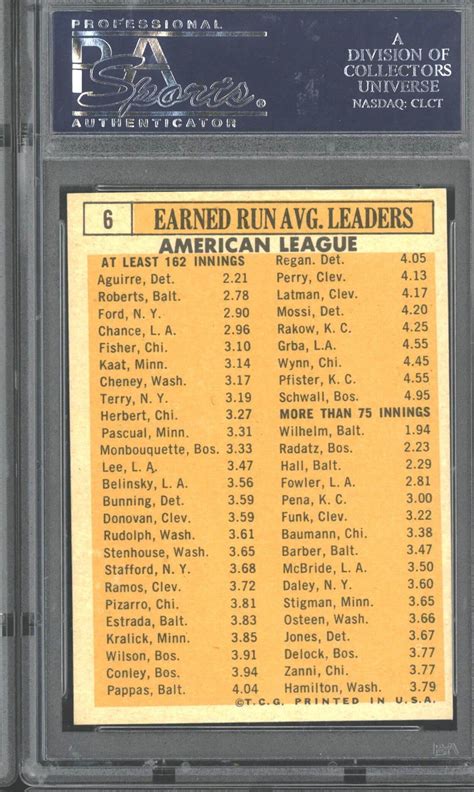 PROFESSIONAL
PSA
Sports
AUTHENTICATOR
A
DIVISION OF
COLLECTORS
UNIVERSE
NASDAQ: CLCT
6
EARNED RUN AVG. LEADERS
AMERICAN LEAGUE
AT LEAST 162 INNINGS
Aguirre, Det. 2.21
Roberts, Balt. 2.78
Ford, N. Y. 2.90
Chance, L. A. 2.96
Fisher, Chi. 3.10
Kaat, Minn. 3.14
Cheney, Wash. 3.17
Terry, N. Y. 3.19
Herbert, Chi. 3.27
Pascual, Minn. 3.31
Monbouquette, Bos. 3.33
Lee, L. A. 3.47
Belinsky, L. A. 3.56
Bunning, Det. 3.59
Donovan, Clev. 3.59
Rudolph, Wash. 3.61
Stenhouse, Wash. 3.65
Stafford, N. Y. 3.68
Ramos, Clev. 3.72
Pizarro, Chi. 3.81
Estrada, Balt. 3.83
Kralick, Minn. 3.85
Wilson, Bos. 3.91
Conley, Bos. 3.94
Pappas, Balt. 4.04
Regan. Det. 4.05
Perry, Clev. 4.13
Latman, Clev. 4.17
Mossi, Det. 4.20
Rakow, K. C. 4.25
Grba, L.A. 4.55
Wynn, Chi. 4.45
Pfister, K. C. 4.55
Schwall, Bos. 4.95
MORE THAN 75 INNINGS
Wilhelm, Balt. 1.94
Radatz, Bos. 2.23
Hall, Balt. 2.29
Fowler, L. A. 2.81
Pena, K. C. 3.00
Funk, Clev. 3.22
Baumann, Chi. 3.38
Barber, Balt. 3.47
McBride, L. A. 3.50
Daley, N. Y. 3.60
Stigman, Minn. 3.65
Osteen, Wash. 3.66
Jones, Det. 3.67
Delock, Bos. 3.77
Zanni, Chi. 3.77
Hamilton, Wash. 3.79
©T.C.G. PRINTED IN U.S.A.